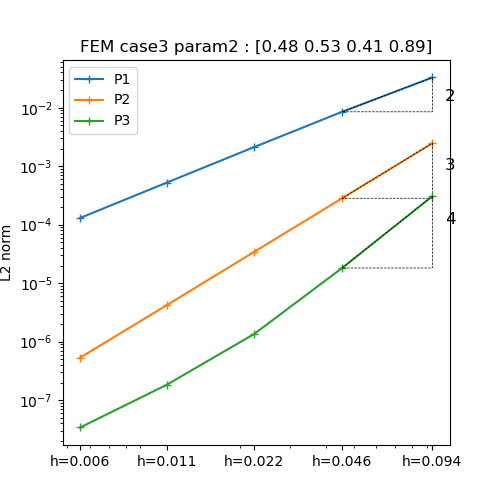 FEM case3 param2 : [0.48 0.53 0.41 0.89]
P1
P2
P3
2
3
4
L2 norm
10⁻²
10⁻³
10⁻⁴
10⁻⁵
10⁻⁶
10⁻⁷
h=0.006 h=0.011 h=0.022 h=0.046 h=0.094